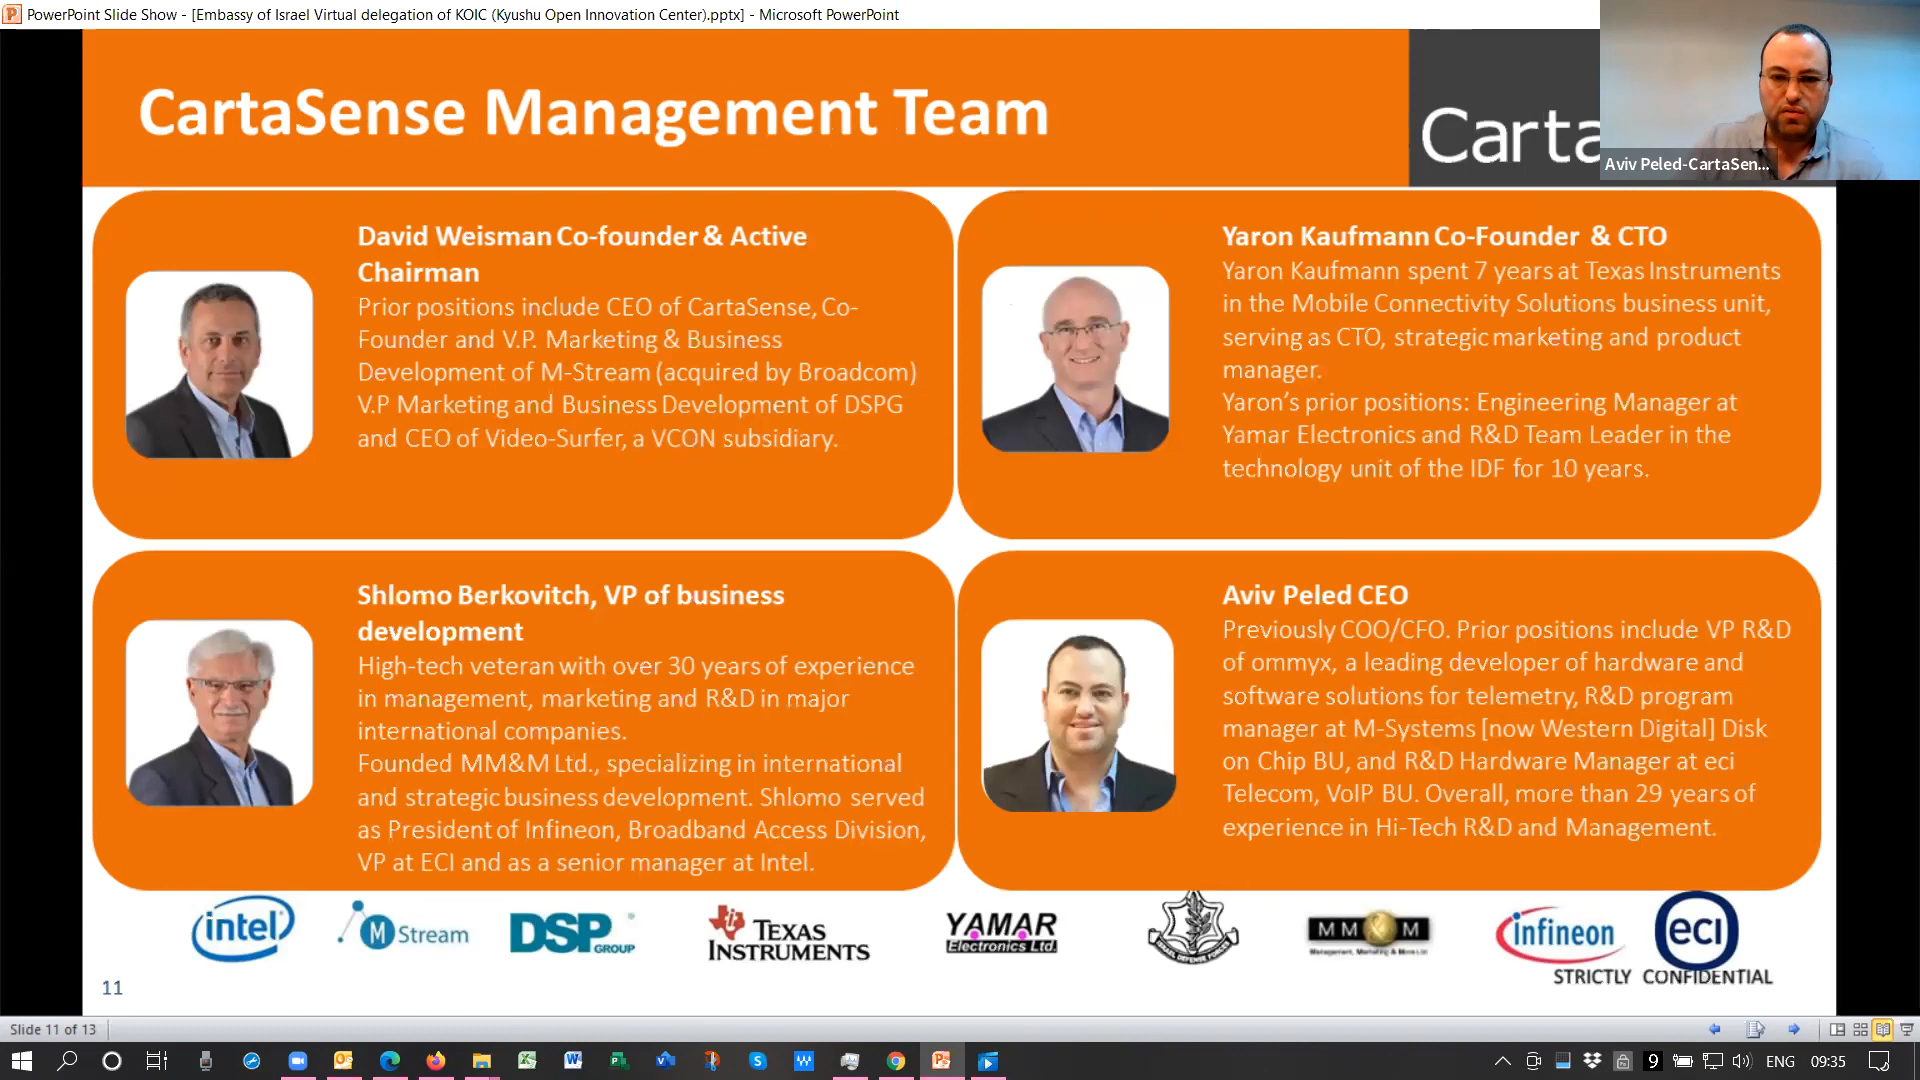 PowerPoint Slide Show - [Embassy of Israel Virtual delegation of KOIC (Kyushu Open Innovation Center).pptx] - Microsoft PowerPoint
CartaSense Management Team
Carta
Aviv Peled-CartaSen...
David Weisman Co-founder & Active
Chairman
Prior positions include CEO of CartaSense, Co-
Founder and V.P. Marketing & Business
Development of M-Stream (acquired by Broadcom)
V.P Marketing and Business Development of DSPG
and CEO of Video-Surfer, a VCON subsidiary.
Yaron Kaufmann Co-Founder & CTO
Yaron Kaufmann spent 7 years at Texas Instruments
in the Mobile Connectivity Solutions business unit,
serving as CTO, strategic marketing and product
manager.
Yaron's prior positions: Engineering Manager at
Yamar Electronics and R&D Team Leader in the
technology unit of the IDF for 10 years.
Shlomo Berkovitch, VP of business
development
High-tech veteran with over 30 years of experience
in management, marketing and R&D in major
international companies.
Founded MM&M Ltd., specializing in international
and strategic business development. Shlomo served
as President of Infineon, Broadband Access Division,
VP at ECI and as a senior manager at Intel.
Aviv Peled CEO
Previously COO/CFO. Prior positions include VP R&D
of ommyx, a leading developer of hardware and
software solutions for telemetry, R&D program
manager at M-Systems [now Western Digital] Disk
on Chip BU, and R&D Hardware Manager at eci
Telecom, VoIP BU. Overall, more than 29 years of
experience in Hi-Tech R&D and Management.
intel
M Stream
DSP
GROUP
TEXAS
INSTRUMENTS
YAMAR
Electronics Ltd.
MM&M
infineon
eci
STRICTLY CONFIDENTIAL
11
Slide 11 of 13
ENG
09:35